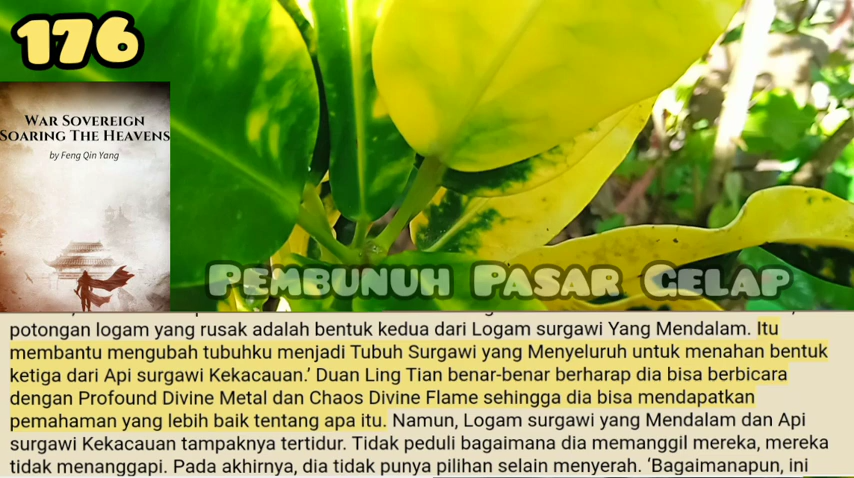 176
WAR SOVEREIGN
SOARING THE HEAVENS
by Feng Qin Yang
PEMBUNUH PASAR GELAP
potongan logam yang rusak adalah bentuk kedua dari Logam surgawi Yang Mendalam. Itu
membantu mengubah tubuhku menjadi Tubuh Surgawi yang Menyeluruh untuk menahan bentuk
ketiga dari Api surgawi Kekacauan.’ Duan Ling Tian benar-benar berharap dia bisa berbicara
dengan Profound Divine Metal dan Chaos Divine Flame sehingga dia bisa mendapatkan
pemahaman yang lebih baik tentang apa itu. Namun, Logam surgawi yang Mendalam dan Api
surgawi Kekacauan tampaknya tertidur. Tidak peduli bagaimana dia memanggil mereka, mereka
tidak menanggapi. Pada akhirnya, dia tidak punya pilihan selain menyerah. ‘Bagaimanapun, ini